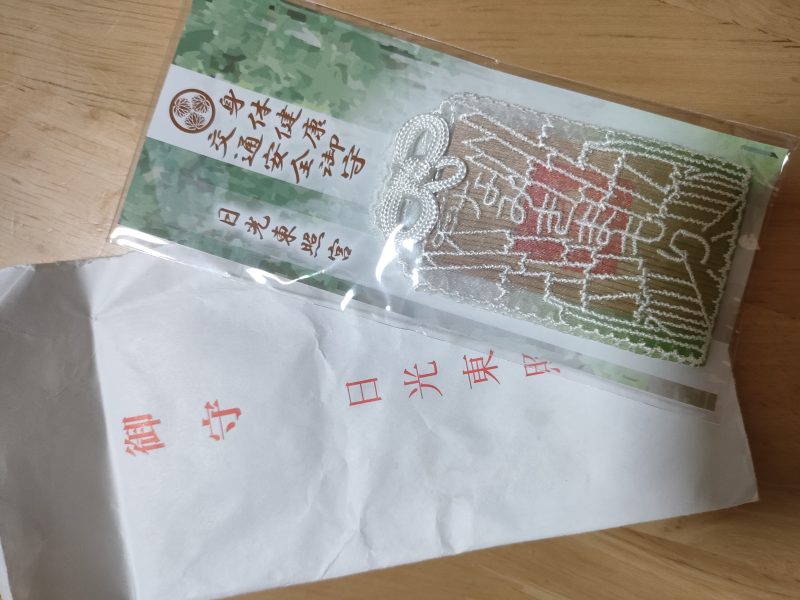 身体健康
交通安全
御守
日光東照宮
御守
日光東